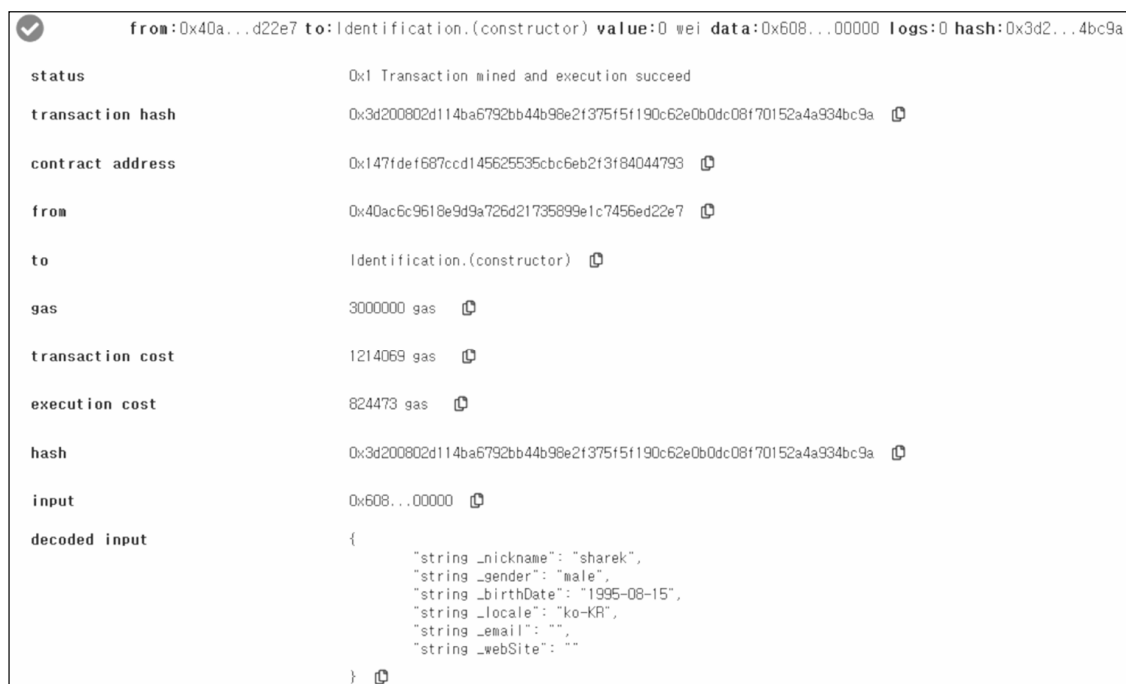 from:0x40a...d22e7 to:Identification.(constructor) value:0 wei data:0x608...00000 logs:0 hash:0x3d2...4bc9a
status 0x1 Transaction mined and execution succeed
transaction hash 0x3d200802d114ba6792bb44b98e2f375f5f190c62e0b0dc08f70152a4a934bc9a
contract address 0x147fdef687ccd145625535cbc6eb2f3f84044793
from 0x40ac6c9618e9d9a726d21735899e1c7456ed22e7
to Identification.(constructor)
gas 3000000 gas
transaction cost 1214069 gas
execution cost 824473 gas
hash 0x3d200802d114ba6792bb44b98e2f375f5f190c62e0b0dc08f70152a4a934bc9a
input 0x608...00000
decoded input {
"string _nickname": "sharek",
"string _gender": "male",
"string _birthDate": "1995-08-15",
"string _locale": "ko-KR",
"string _email": "",
"string _webSite": ""
}